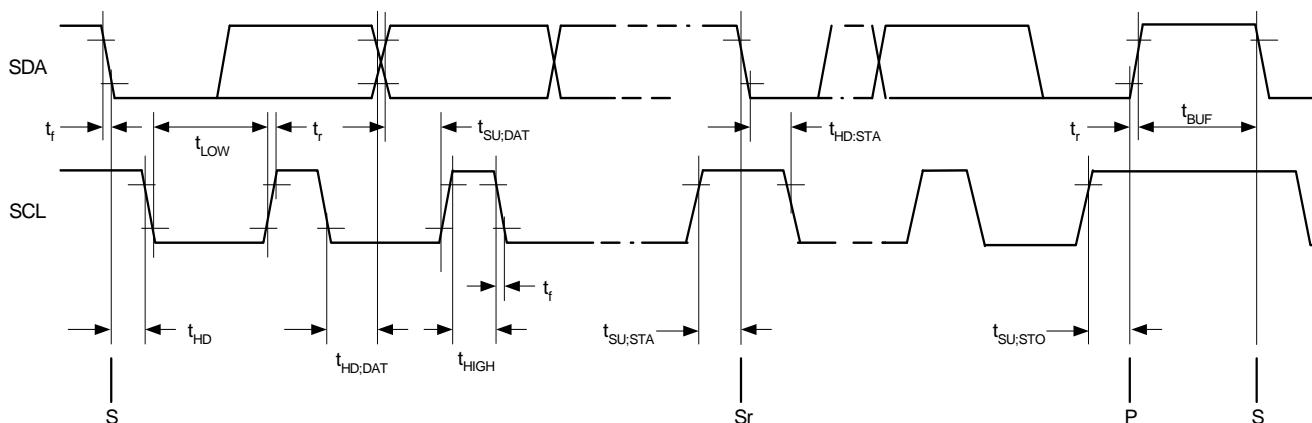 SDA
t_f
t_LOW
t_r
t_SU;DAT
t_HD:STA
t_r
t_BUF
SCL
t_f
t_HD
t_HD;DAT
t_HIGH
t_SU;STA
t_SU;STO
S
Sr
P
S